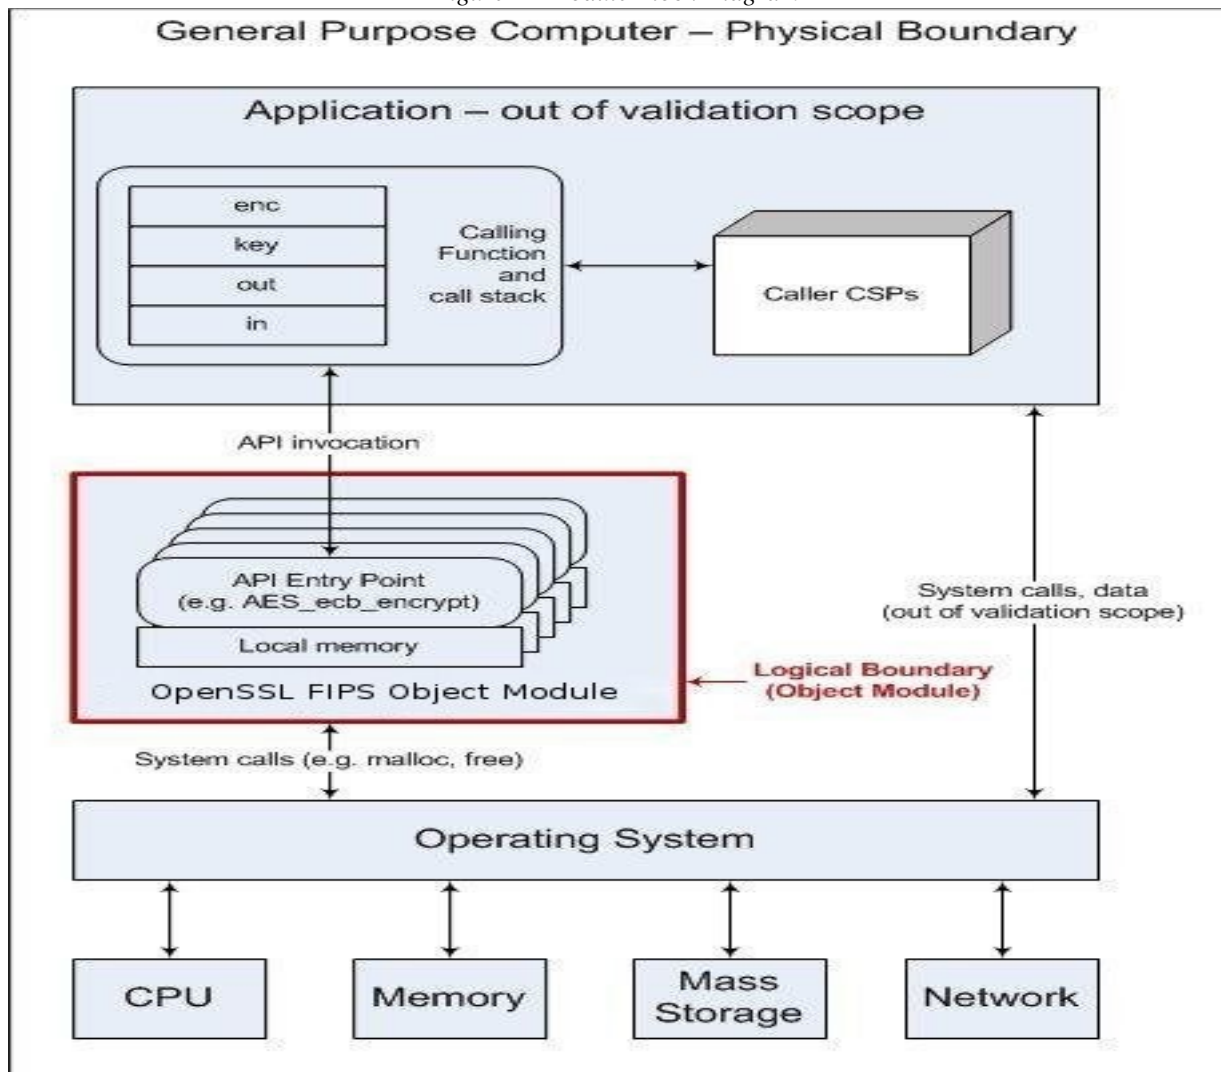 General Purpose Computer – Physical Boundary
Application – out of validation scope
enc
key
out
in
Calling
Function
and
call stack
Caller CSPs
API invocation
API Entry Point
(e.g. AES_ecb_encrypt)
Local memory
OpenSSL FIPS Object Module
Logical Boundary
(Object Module)
System calls, data
(out of validation scope)
System calls (e.g. malloc, free)
Operating System
CPU
Memory
Mass
Storage
Network